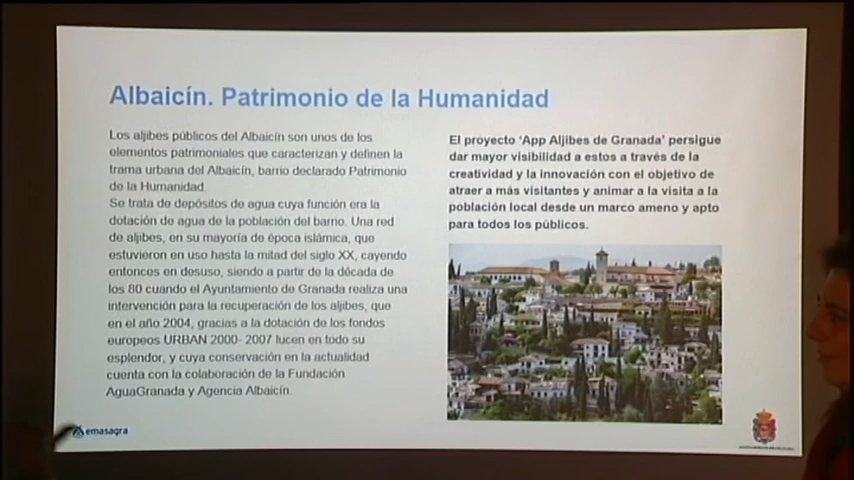 Albaicín. Patrimonio de la Humanidad
Los aljibes públicos del Albaicín son unos de los
elementos patrimoniales que caracterizan y definen la
trama urbana del Albaicín, barrio declarado Patrimonio
de la Humanidad.
Se trata de depósitos de agua cuya función era la
dotación de agua de la población del barrio. Una red
de aljibes, en su mayoría de época islámica, que
estuvieron en uso hasta la mitad del siglo XX, cayendo
entonces en desuso, siendo a partir de la década de
los 80 cuando el Ayuntamiento de Granada realiza una
intervención para la recuperación de los aljibes, que
en el año 2004, gracias a la dotación de los fondos
europeos URBAN 2000- 2007 lucen en todo su
esplendor, y cuya conservación en la actualidad
cuenta con la colaboración de la Fundación
AguaGranada y Agencia Albaicín.
El proyecto 'App Aljibes de Granada' persigue
dar mayor visibilidad a estos a través de la
creatividad y la innovación con el objetivo de
atraer a más visitantes y animar a la visita a la
población local desde un marco ameno y apto
para todos los públicos.
emasagra